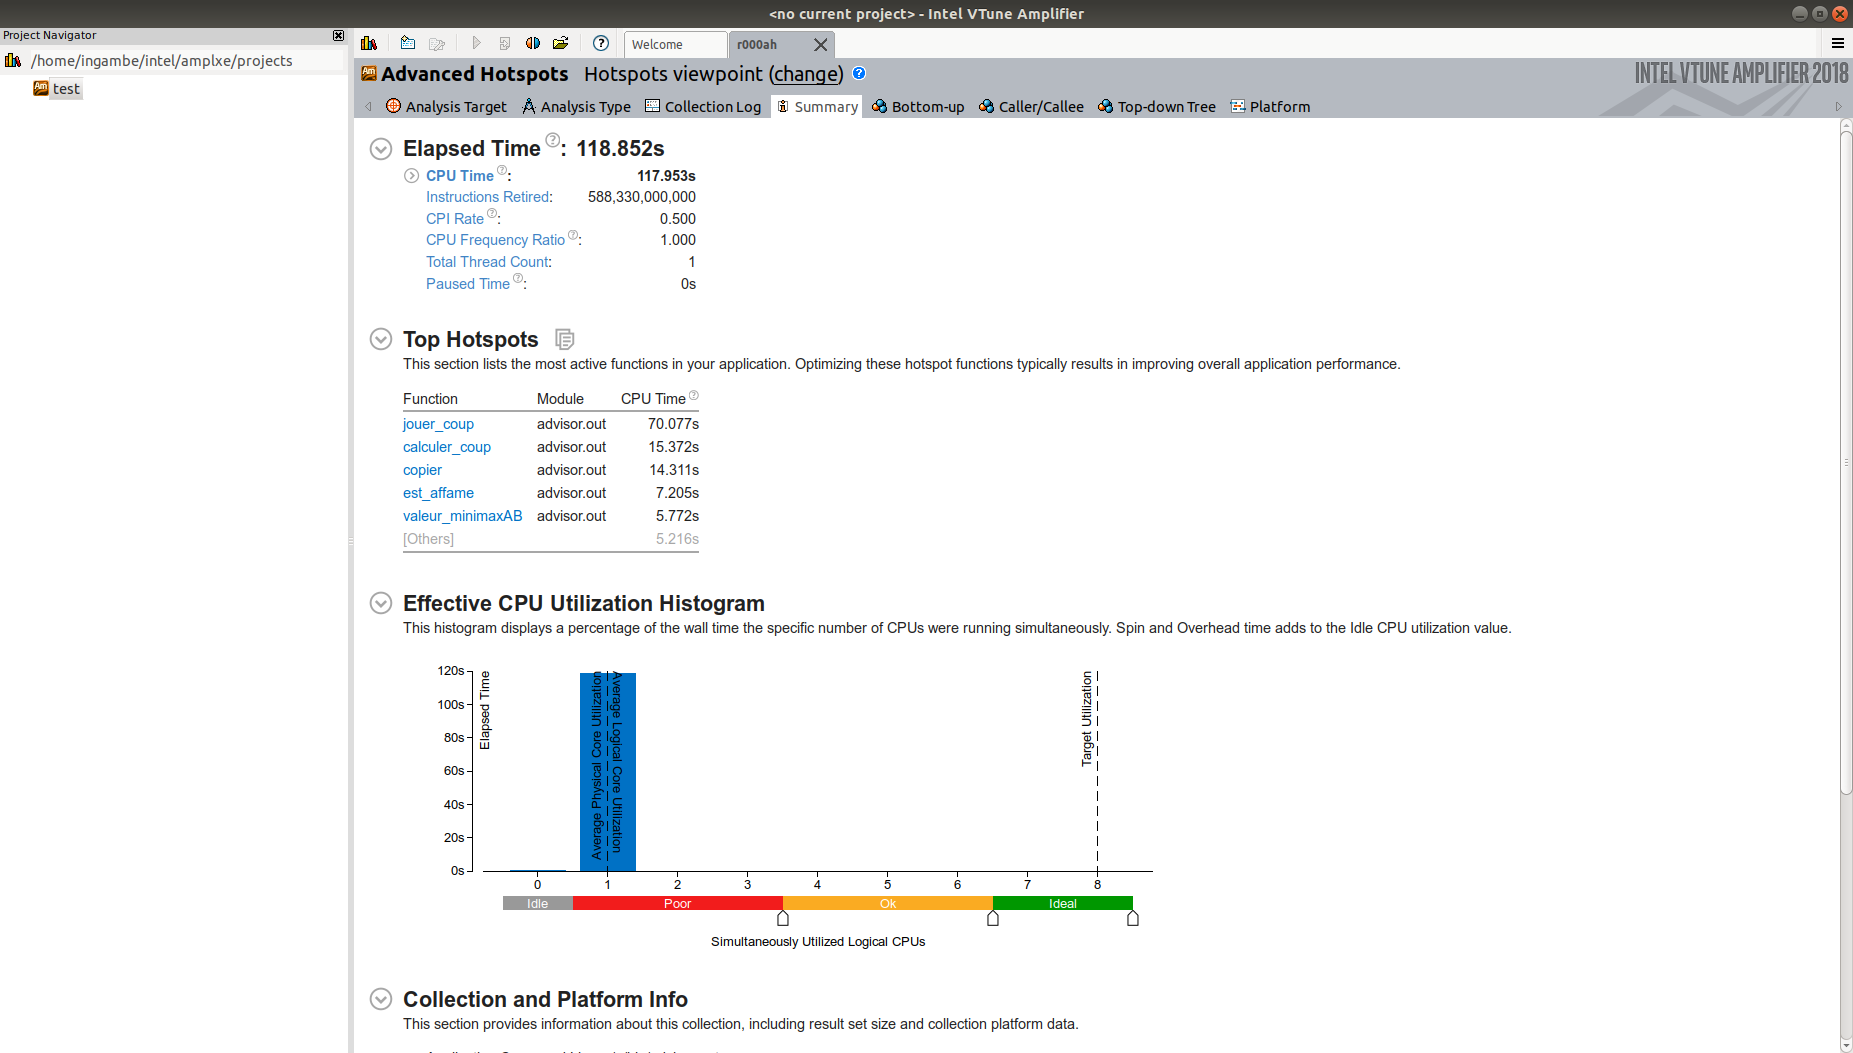 <no current project> - Intel VTune Amplifier
Project Navigator
/home/ingambe/intel/amplxe/projects
test
Welcome
r000ah
Advanced Hotspots Hotspots viewpoint (change)
INTEL VTUNE AMPLIFIER 2018
Analysis Target Analysis Type Collection Log Summary Bottom-up Caller/Callee Top-down Tree Platform
Elapsed Time: 118.852s
CPU Time: 117.953s
Instructions Retired: 588,330,000,000
CPI Rate: 0.500
CPU Frequency Ratio: 1.000
Total Thread Count: 1
Paused Time: 0s
Top Hotspots
This section lists the most active functions in your application. Optimizing these hotspot functions typically results in improving overall application performance.
Function Module CPU Time
jouer_coup advisor.out 70.077s
calculer_coup advisor.out 15.372s
copier advisor.out 14.311s
est_affame advisor.out 7.205s
valeur_minimaxAB advisor.out 5.772s
[Others] 5.216s
Effective CPU Utilization Histogram
This histogram displays a percentage of the wall time the specific number of CPUs were running simultaneously. Spin and Overhead time adds to the Idle CPU utilization value.
120s
100s
80s
60s
40s
20s
0s
Elapsed Time
Average Physical Core Utilization
Average Logical Core Utilization
Target Utilization
0 1 2 3 4 5 6 7 8
Idle Poor Ok Ideal
Simultaneously Utilized Logical CPUs
Collection and Platform Info
This section provides information about this collection, including result set size and collection platform data.